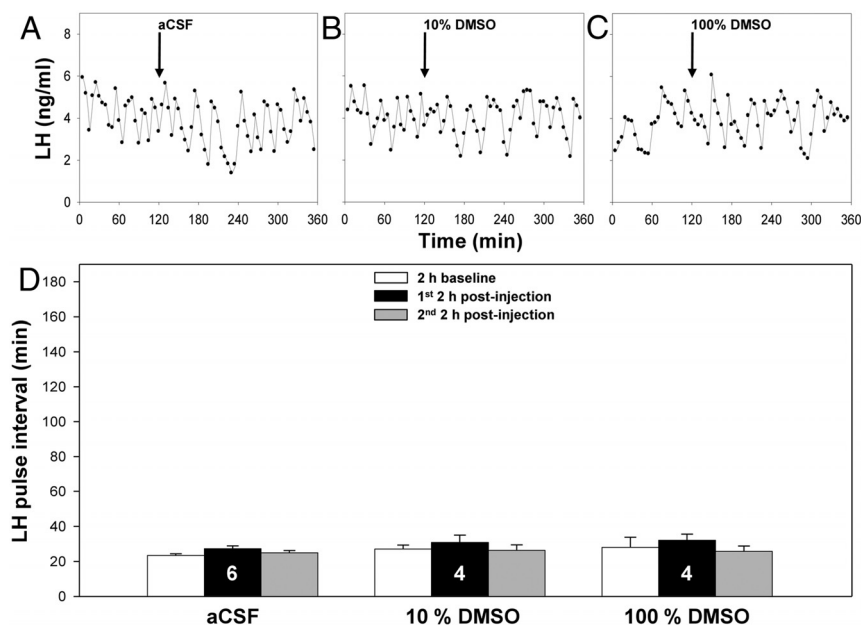 A
B
C
aCSF
10% DMSO
100% DMSO
8
6
4
2
0
LH (ng/ml)
0 60 120 180 240 300 360
0 60 120 180 240 300 360
0 60 120 180 240 300 360
Time (min)
D
2 h baseline
1st 2 h post-injection
2nd 2 h post-injection
180
160
140
120
100
80
60
40
20
0
LH pulse interval (min)
6
4
4
aCSF
10 % DMSO
100 % DMSO